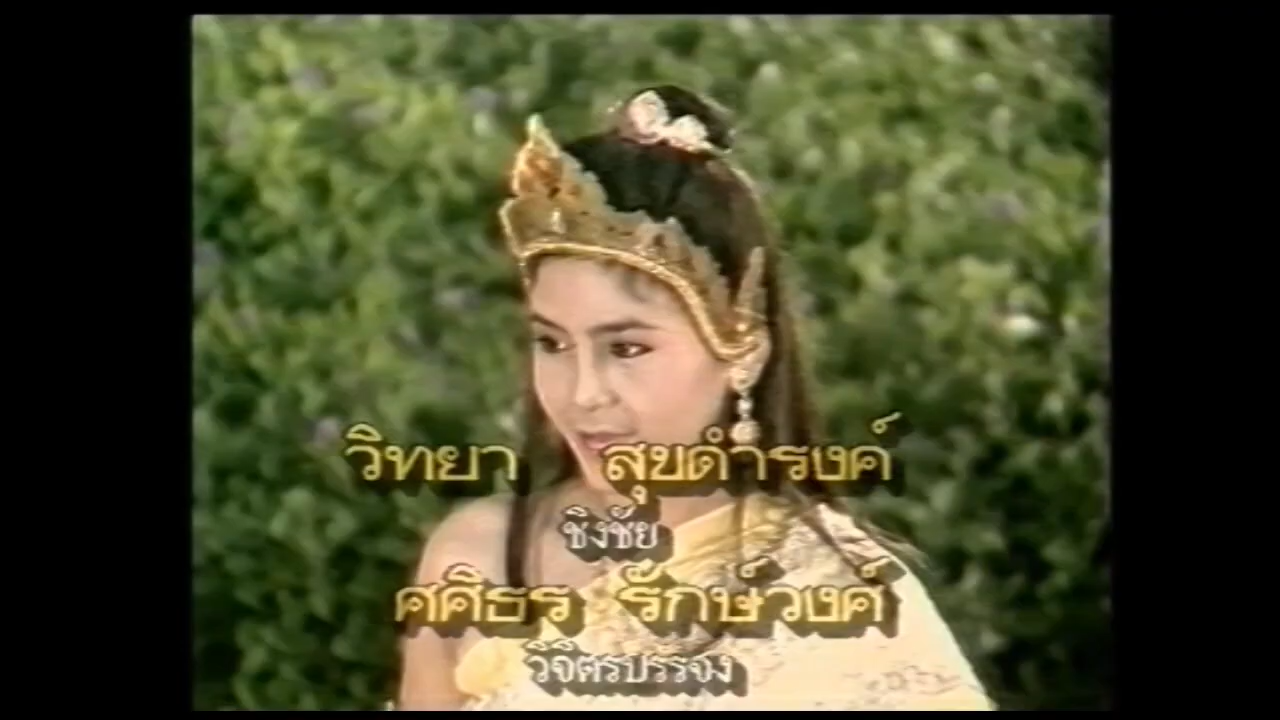 วิทยา สุขดำรงค์
ชิงชัย
ศศิธร รักษ์วงศ์
วิจิตรบรรจง